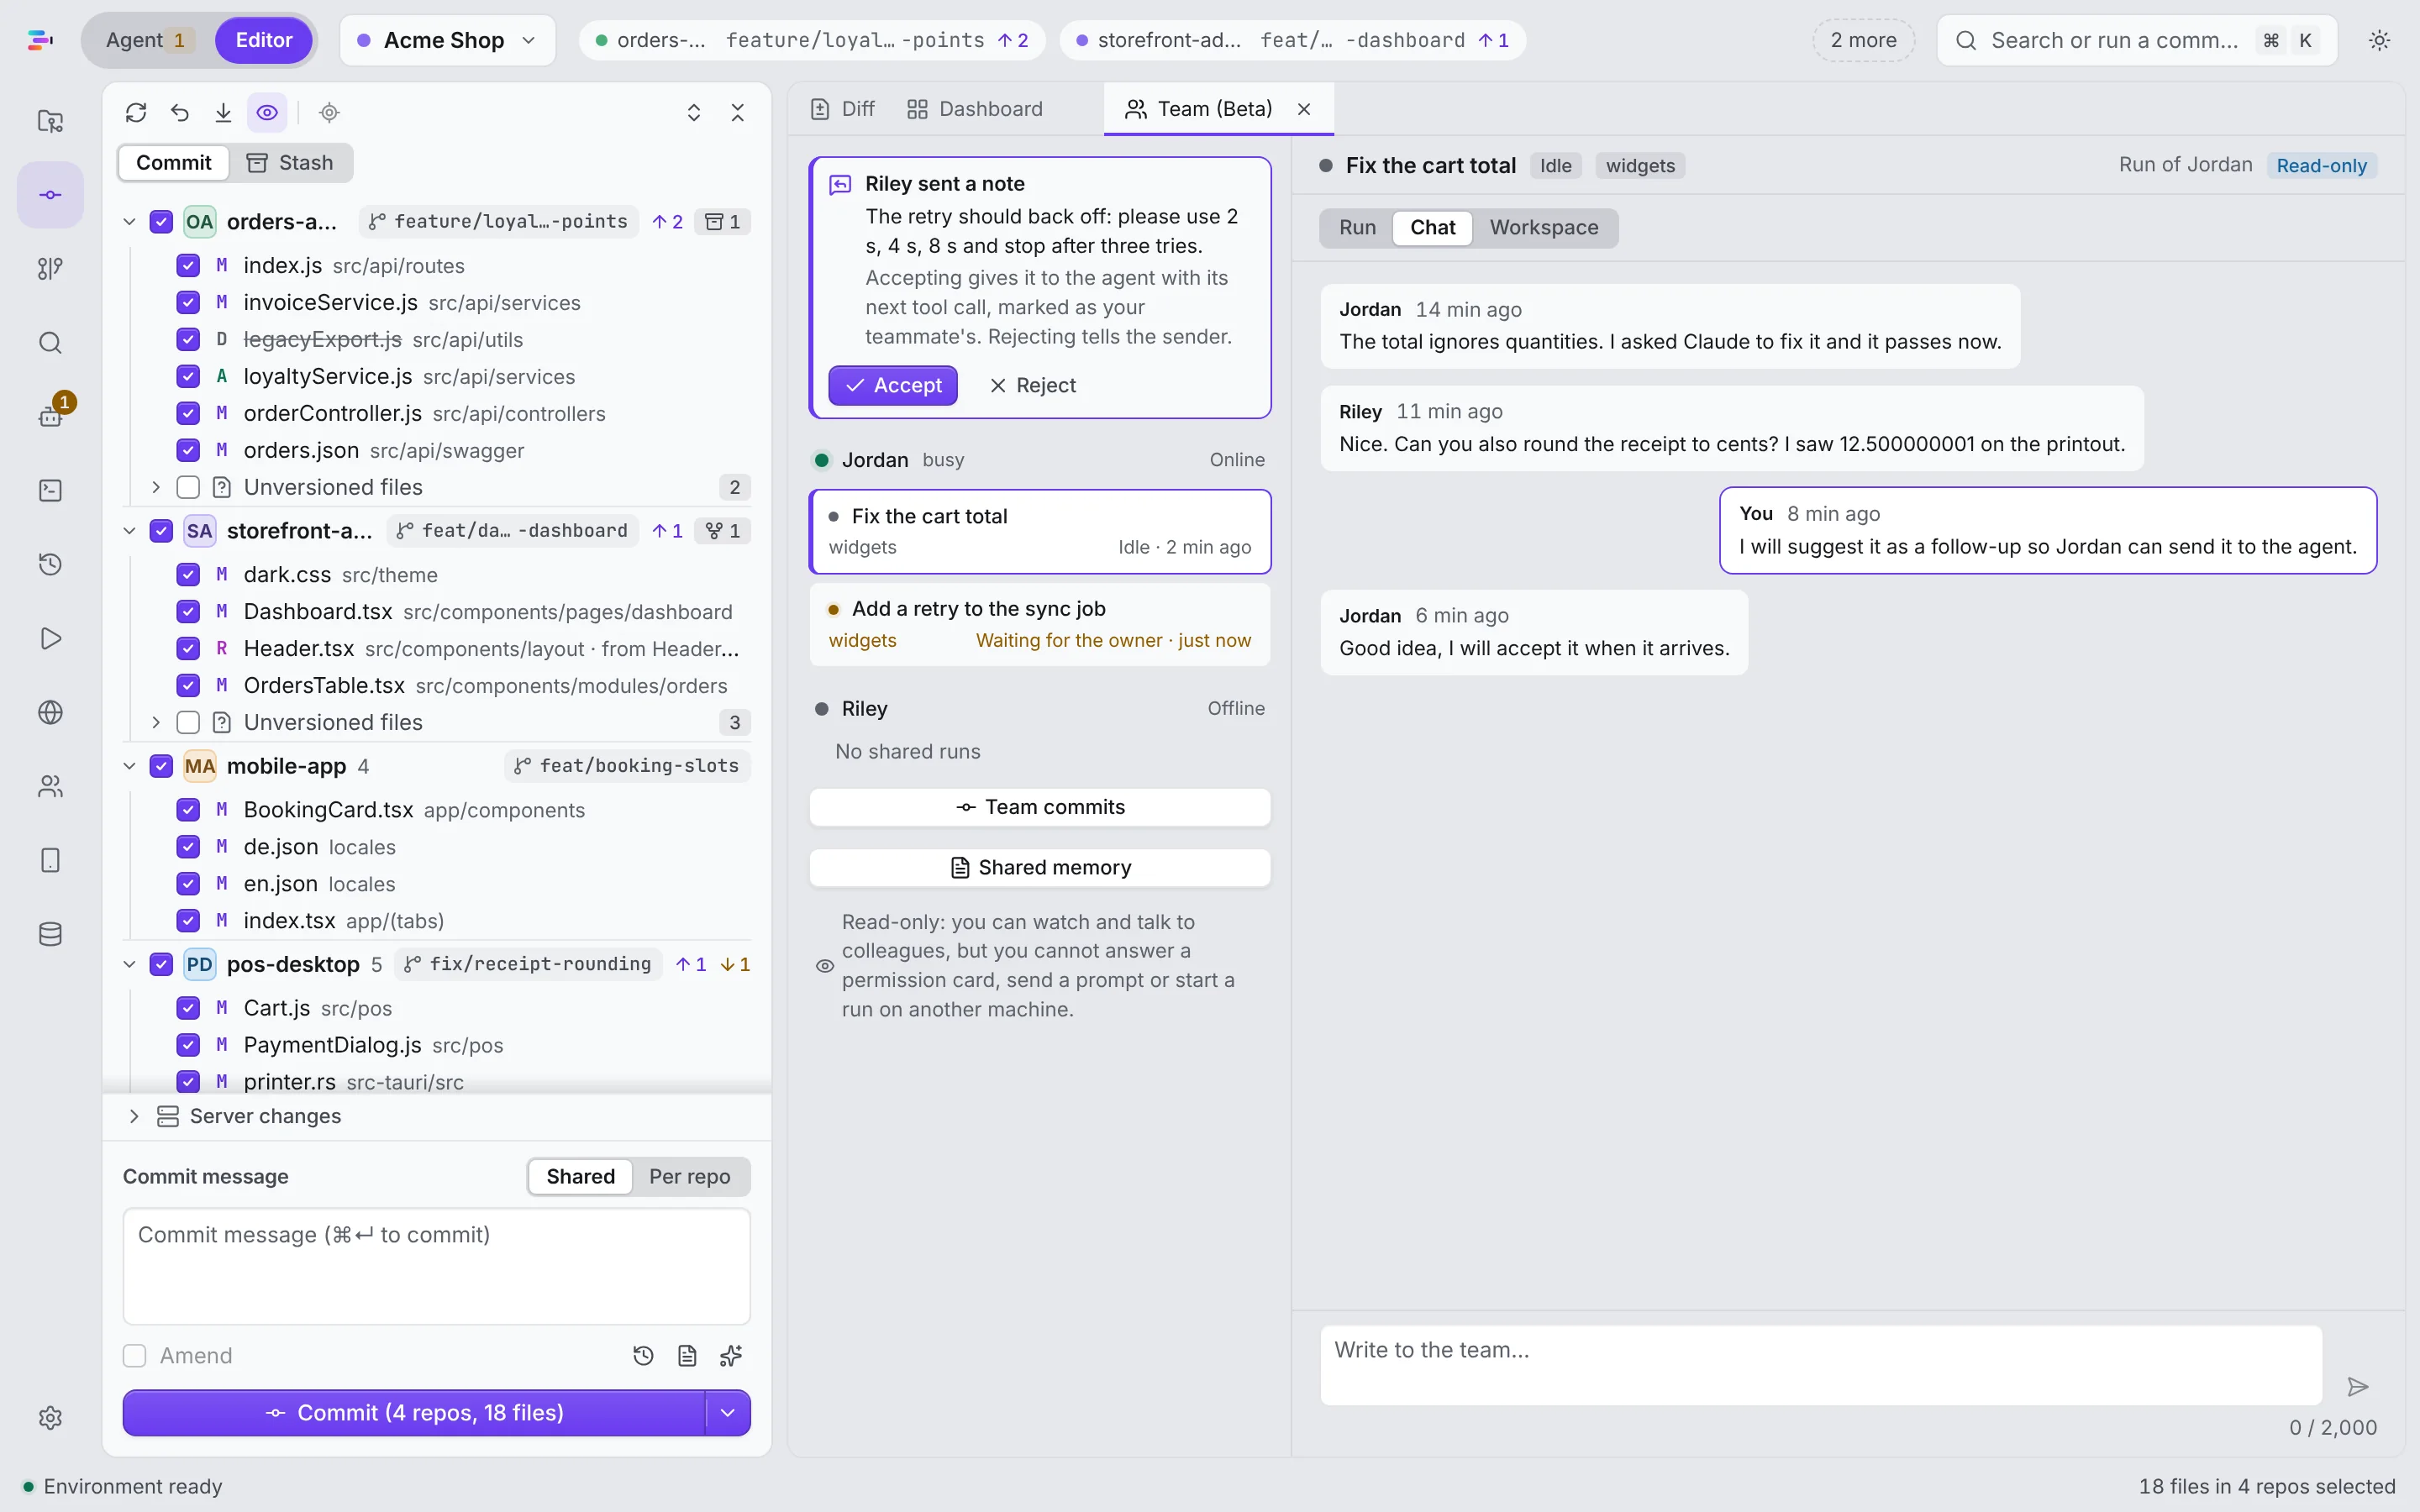 Agent 1
Editor
Acme Shop
orders-... feature/loyal…-points ↑2
storefront-ad... feat/… -dashboard ↑1
2 more
Search or run a comm... ⌘ K
Commit
Stash
OA orders-a... feature/loyal…-points ↑2 1
M index.js src/api/routes
M invoiceService.js src/api/services
D legacyExport.js src/api/utils
A loyaltyService.js src/api/services
M orderController.js src/api/controllers
M orders.json src/api/swagger
Unversioned files 2
SA storefront-a... feat/da… -dashboard ↑1 1
M dark.css src/theme
M Dashboard.tsx src/components/pages/dashboard
R Header.tsx src/components/layout · from Header...
M OrdersTable.tsx src/components/modules/orders
Unversioned files 3
MA mobile-app 4 feat/booking-slots
M BookingCard.tsx app/components
M de.json locales
M en.json locales
M index.tsx app/(tabs)
PD pos-desktop 5 fix/receipt-rounding ↑1 ↓1
M Cart.js src/pos
M PaymentDialog.js src/pos
M printer.rs src-tauri/src
Server changes
Commit message
Shared
Per repo
Commit message (⌘↵ to commit)
Amend
Commit (4 repos, 18 files)
1
Diff
Dashboard
Team (Beta)
Riley sent a note
The retry should back off: please use 2
s, 4 s, 8 s and stop after three tries.
Accepting gives it to the agent with its
next tool call, marked as your
teammate's. Rejecting tells the sender.
Accept
Reject
Jordan busy Online
Fix the cart total
widgets Idle · 2 min ago
Add a retry to the sync job
widgets Waiting for the owner · just now
Riley Offline
No shared runs
Team commits
Shared memory
Read-only: you can watch and talk to
colleagues, but you cannot answer a
permission card, send a prompt or start a
run on another machine.
Fix the cart total Idle widgets
Run of Jordan Read-only
Run
Chat
Workspace
Jordan 14 min ago
The total ignores quantities. I asked Claude to fix it and it passes now.
Riley 11 min ago
Nice. Can you also round the receipt to cents? I saw 12.500000001 on the printout.
You 8 min ago
I will suggest it as a follow-up so Jordan can send it to the agent.
Jordan 6 min ago
Good idea, I will accept it when it arrives.
Write to the team...
0 / 2,000
Environment ready
18 files in 4 repos selected